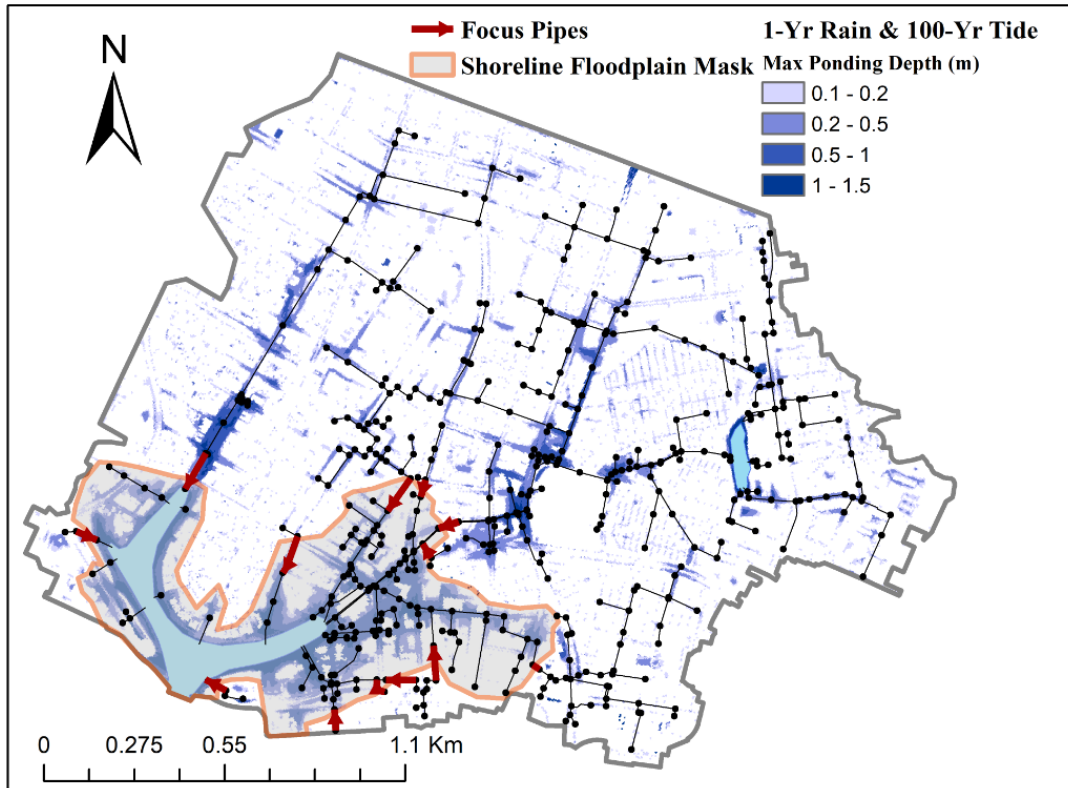 N
Focus Pipes
Shoreline Floodplain Mask
1-Yr Rain & 100-Yr Tide
Max Ponding Depth (m)
0.1 - 0.2
0.2 - 0.5
0.5 - 1
1 - 1.5
0 0.275 0.55 1.1 Km